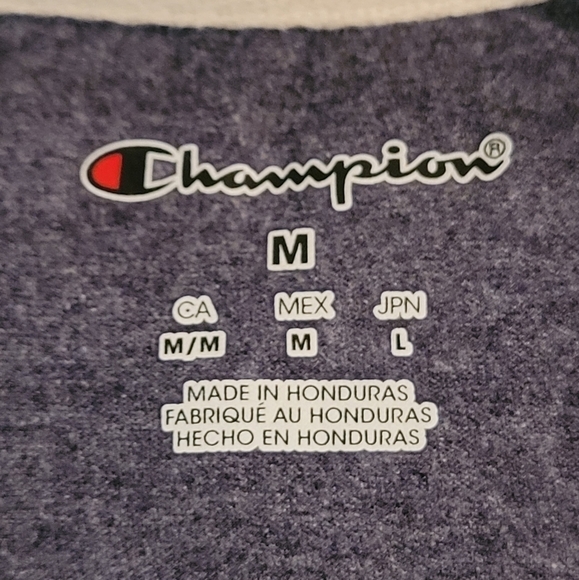 Champion®
M
CA MEX JPN
M/M M L
MADE IN HONDURAS
FABRIQUÉ AU HONDURAS
HECHO EN HONDURAS